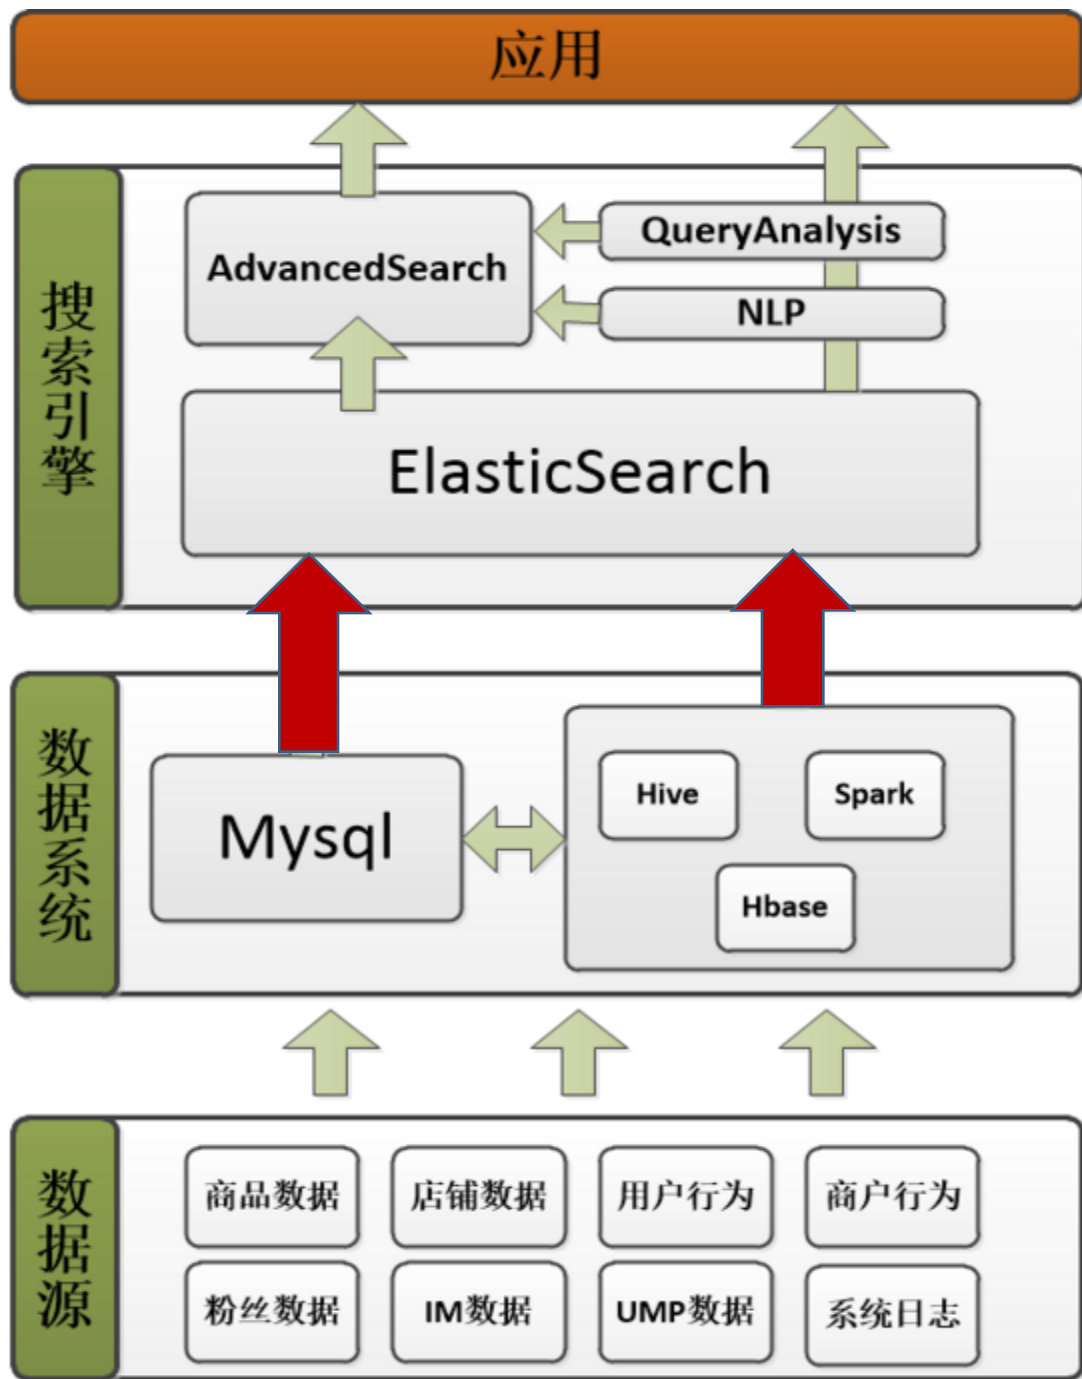 应用
搜索引擎
AdvancedSearch
QueryAnalysis
NLP
ElasticSearch
数据系统
Mysql
Hive
Spark
Hbase
数据源
商品数据
店铺数据
用户行为
商户行为
粉丝数据
IM数据
UMP数据
系统日志